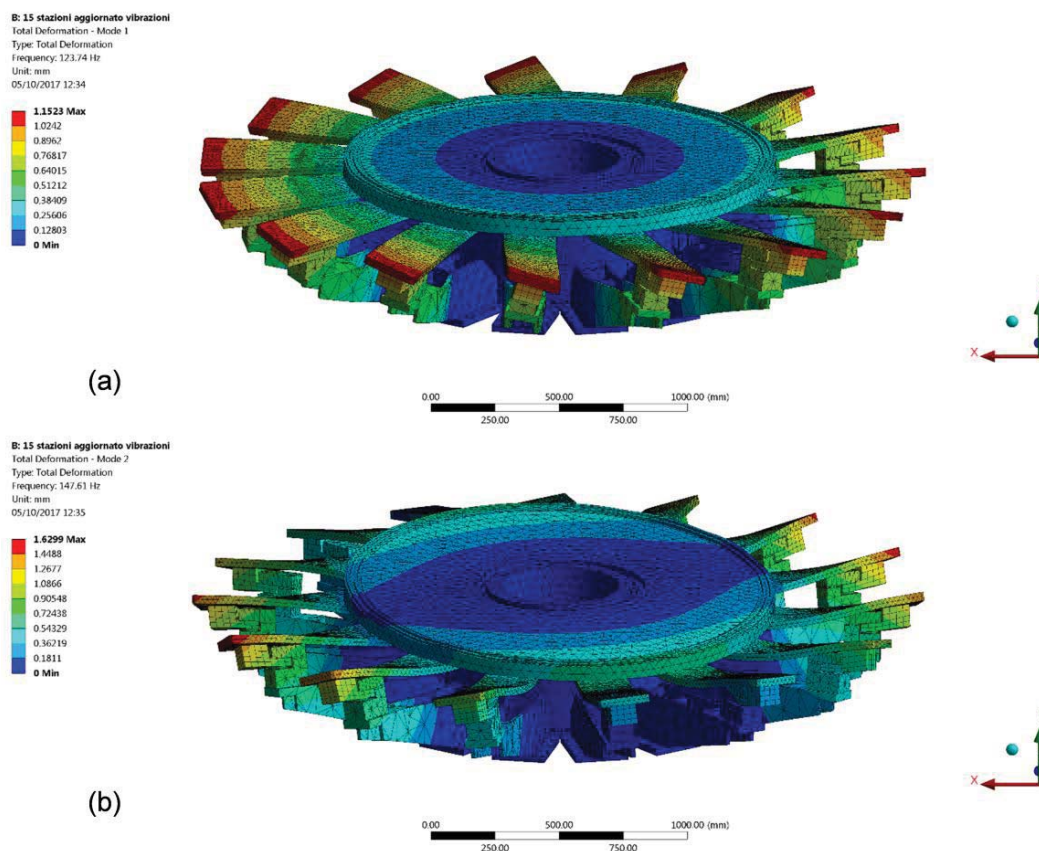 B: 15 stazioni aggiornato vibrazioni
Total Deformation - Mode 1
Type: Total Deformation
Frequency: 123.74 Hz
Unit: mm
05/10/2017 12:34
1.1523 Max
1.0242
0.8962
0.76817
0.64015
0.51212
0.38409
0.25606
0.12803
0 Min
X
(a)
0.00 500.00 1000.00 (mm)
250.00 750.00
B: 15 stazioni aggiornato vibrazioni
Total Deformation - Mode 2
Type: Total Deformation
Frequency: 147.61 Hz
Unit: mm
05/10/2017 12:35
1.6299 Max
1.4488
1.2677
1.0866
0.90548
0.72438
0.54329
0.36219
0.1811
0 Min
X
(b)
0.00 500.00 1000.00 (mm)
250.00 750.00